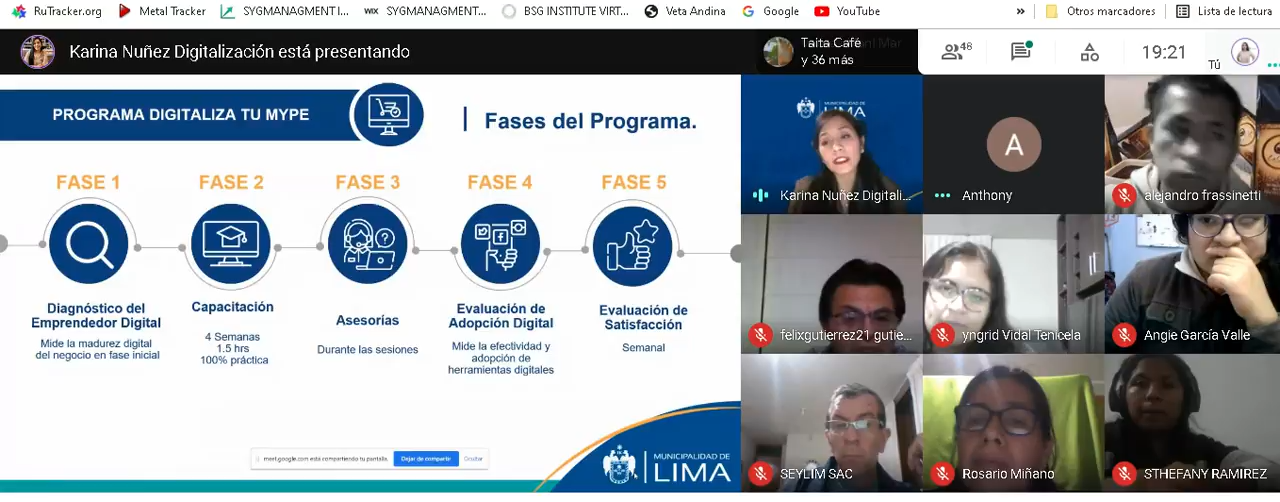 RuTracker.org
Metal Tracker
SYGMANAGMENT I...
WIX
SYGMANAGMENT...
BSG INSTITUTE VIRT...
Veta Andina
Google
YouTube
»
Otros marcadores
Lista de lectura
Karina Nuñez Digitalización está presentando
Taita Café
y 36 más
48
19:21
Tú
PROGRAMA DIGITALIZA TU MYPE
Fases del Programa.
FASE 1
FASE 2
FASE 3
FASE 4
FASE 5
Diagnóstico del
Emprendedor Digital
Mide la madurez digital
del negocio en fase inicial
Capacitación
4 Semanas
1.5 hrs
100% práctica
Asesorías
Durante las sesiones
Evaluación de
Adopción Digital
Mide la efectividad y
adopción de
herramientas digitales
Evaluación de
Satisfacción
Semanal
meet.google.com está compartiendo tu pantalla.
Dejar de compartir
Ocultar
MUNICIPALIDAD DE
LIMA
MUNICIPALIDAD DE
LIMA
Karina Nuñez Digitali...
A
Anthony
alejandro frassinetti
felixgutierrez21 gutie...
yngrid Vidal Tenicela
Angie García Valle
SEYLIM SAC
Rosario Miñano
STHEFANY RAMIREZ